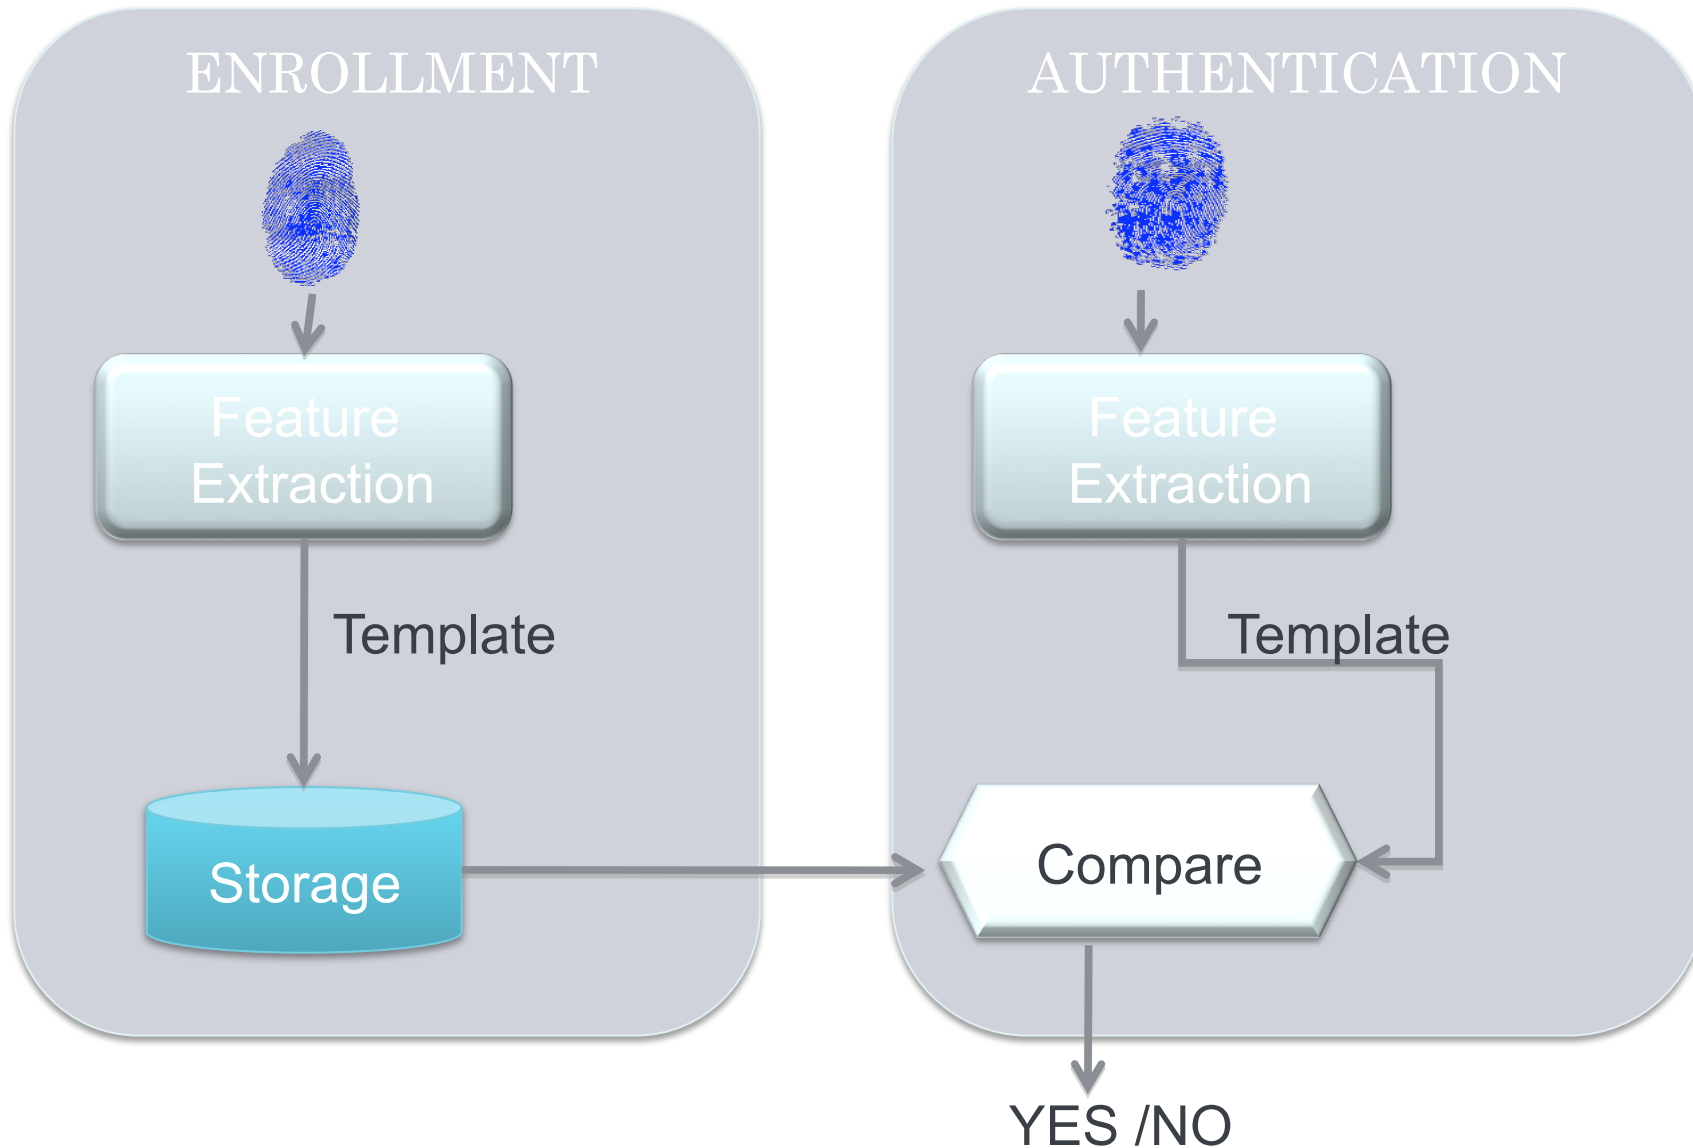 ENROLLMENT
Feature
Extraction
Template
Storage
AUTHENTICATION
Feature
Extraction
Template
Compare
YES /NO